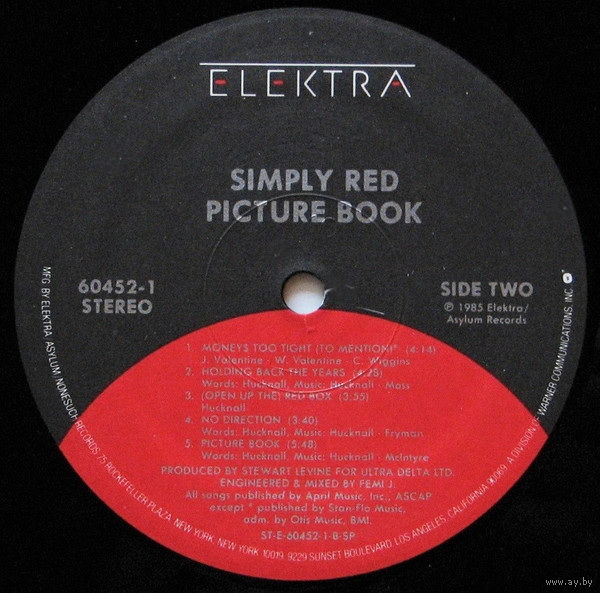 ELEKTRA
SIMPLY RED
PICTURE BOOK
60452-1
STEREO
SIDE TWO
℗ 1985 Elektra/
Asylum Records
1. MONEY$ TOO TIGHT (TO MENTION)* (4:14)
J. Valentine - W. Valentine - C. Wiggins
2. HOLDING BACK THE YEARS (4:28)
Words: Hucknall, Music: Hucknall - Moss
3. (OPEN UP THE) RED BOX (3:55)
Hucknall
4. NO DIRECTION (3:40)
Words: Hucknall, Music: Hucknall - Fryman
5. PICTURE BOOK (5:48)
Words: Hucknall, Music: Hucknall - McIntyre
PRODUCED BY STEWART LEVINE FOR ULTRA DELTA LTD.
ENGINEERED & MIXED BY FEMI J.
All songs published by April Music, Inc., ASCAP
except * published by Stan-Flo Music,
adm. by Otis Music, BMI.
ST-E-60452-1-B-SP
MFG. BY ELEKTRA/ASYLUM/NONESUCH RECORDS, 75 ROCKEFELLER PLAZA, NEW YORK, NEW YORK 10019. 9229 SUNSET BOULEVARD, LOS ANGELES, CALIFORNIA 90069. A DIVISION OF WARNER COMMUNICATIONS, INC.
www.ay.by